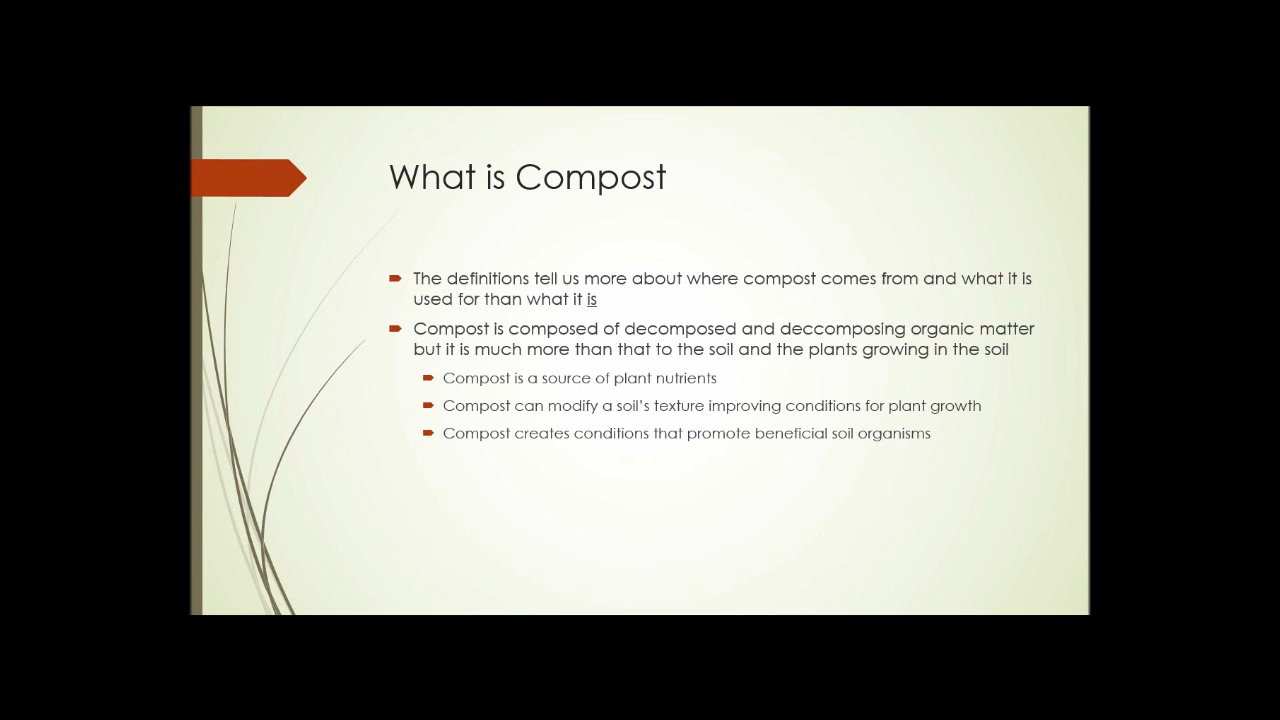 What is Compost
The definitions tell us more about where compost comes from and what it is
used for than what it is
Compost is composed of decomposed and deccomposing organic matter
but it is much more than that to the soil and the plants growing in the soil
Compost is a source of plant nutrients
Compost can modify a soil's texture improving conditions for plant growth
Compost creates conditions that promote beneficial soil organisms